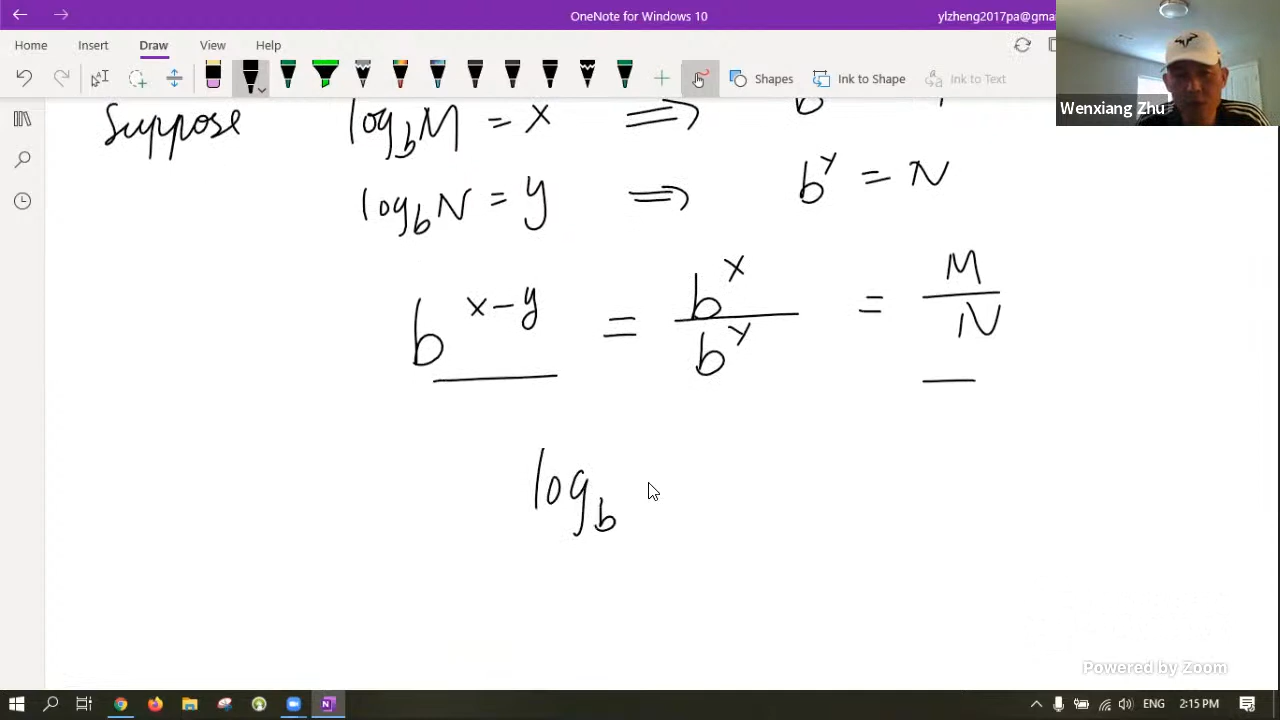 OneNote for Windows 10
ylzheng2017pa@gma
Home Insert Draw View Help
Shapes Ink to Shape Ink to Text
Wenxiang Zhu
Suppose log_b M = x ⟹
log_b N = y ⟹ b^y = N
b^{x-y} = b^x / b^y = M / N
log_b
Powered by Zoom
ENG 2:15 PM